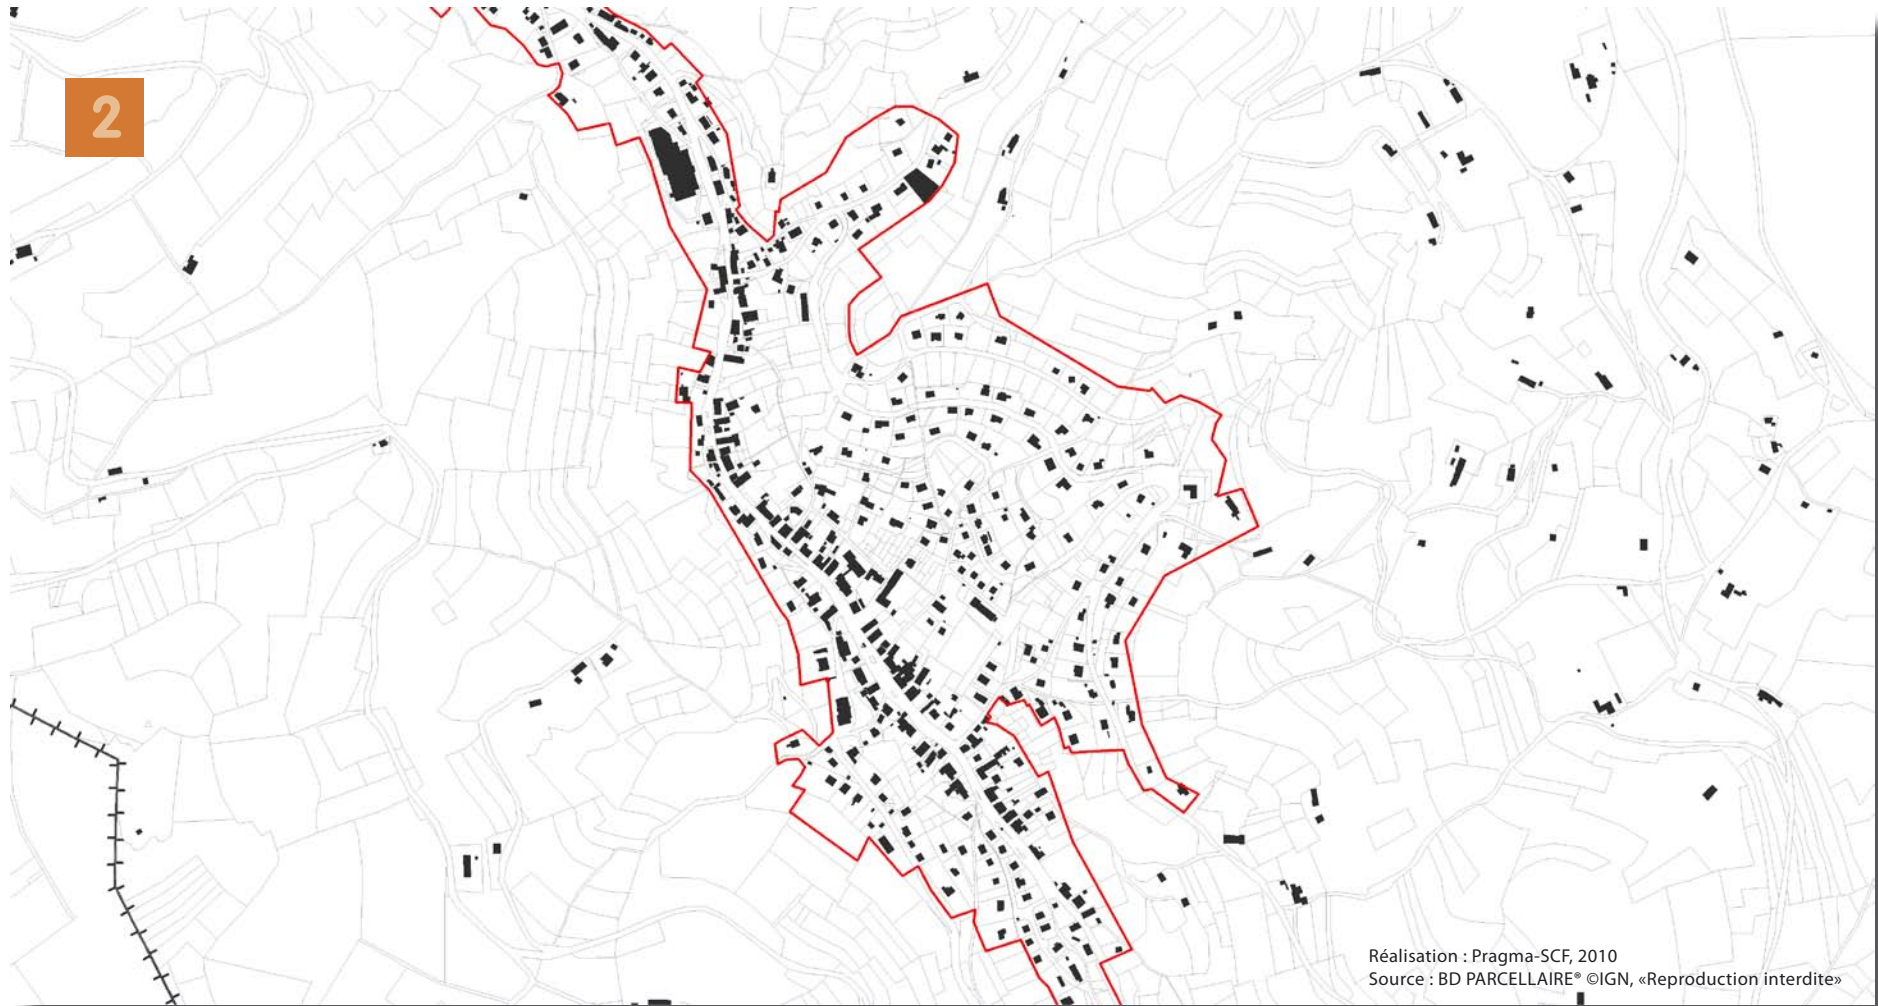 2
Réalisation : Pragma-SCF, 2010
Source : BD PARCELLAIRE® ©IGN, «Reproduction interdite»